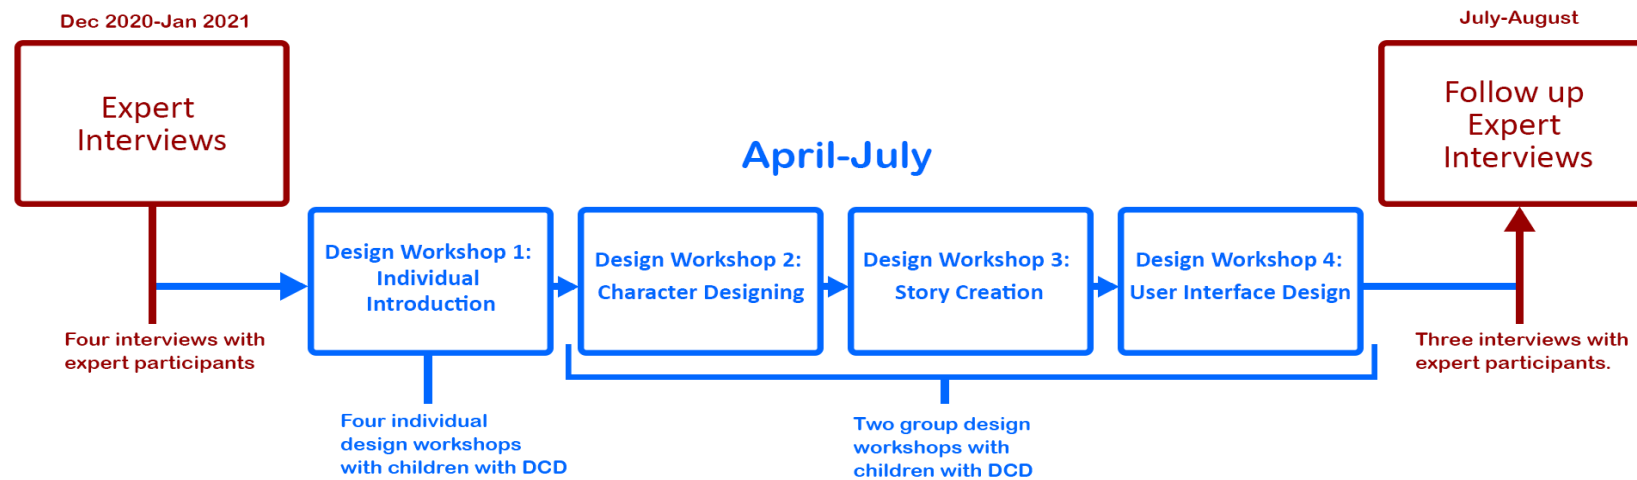 Dec 2020-Jan 2021
Expert
Interviews
Four interviews with
expert participants
April-July
Design Workshop 1:
Individual
Introduction
Four individual
design workshops
with children with DCD
Design Workshop 2:
Character Designing
Design Workshop 3:
Story Creation
Design Workshop 4:
User Interface Design
Two group design
workshops with
children with DCD
July-August
Follow up
Expert
Interviews
Three interviews with
expert participants.